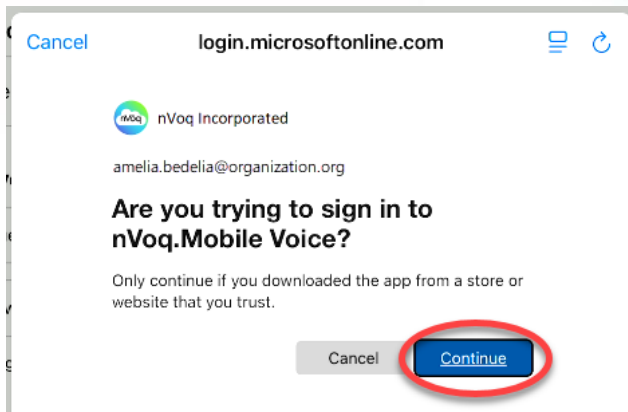 Cancel login.microsoftonline.com
nVoq nVoq Incorporated
amelia.bedelia@organization.org
Are you trying to sign in to
nVoq.Mobile Voice?
Only continue if you downloaded the app from a store or
website that you trust.
Cancel Continue